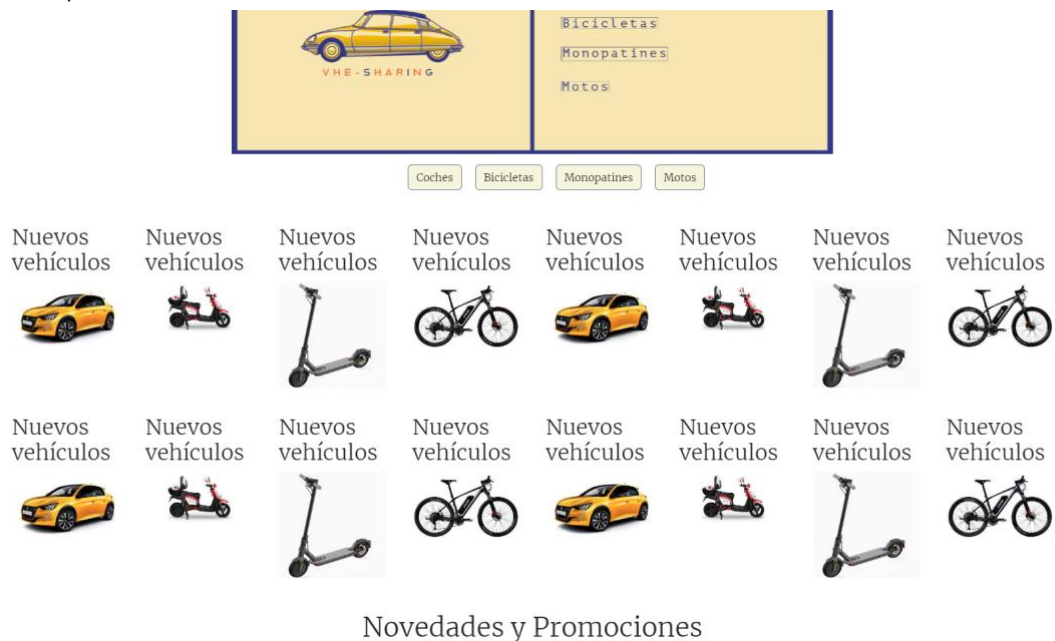 Bicicletas
Monopatines
VHE-SHARING
Motos
Coches Bicicletas Monopatines Motos
Nuevos Nuevos Nuevos Nuevos Nuevos Nuevos Nuevos Nuevos
vehículos vehículos vehículos vehículos vehículos vehículos vehículos vehículos
Nuevos Nuevos Nuevos Nuevos Nuevos Nuevos Nuevos Nuevos
vehículos vehículos vehículos vehículos vehículos vehículos vehículos vehículos
Novedades y Promociones